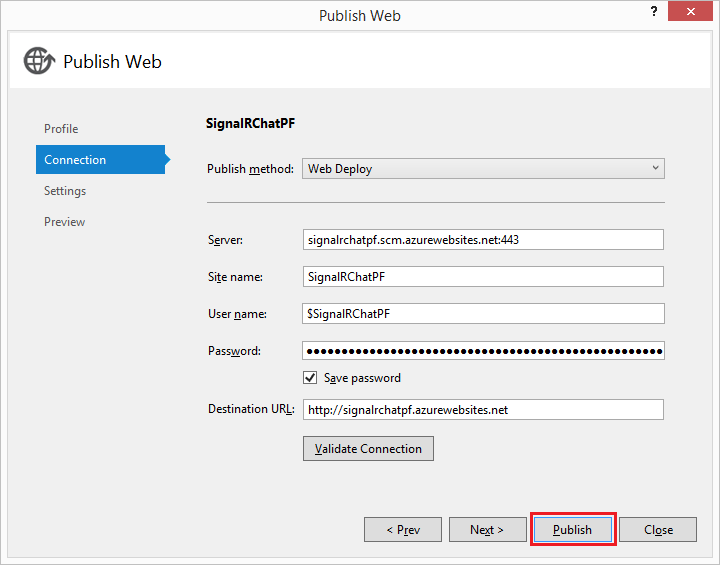 Publish Web
?
Publish Web
Profile
Connection
Settings
Preview
SignalRChatPF
Publish method: Web Deploy
Server: signalrchatpf.scm.azurewebsites.net:443
Site name: SignalRChatPF
User name: $SignalRChatPF
Password: ●●●●●●●●●●●●●●●●●●●●●●●●●●●●●●●●●●●●●●●●●●●●●●●●●●●
Save password
Destination URL: http://signalrchatpf.azurewebsites.net
Validate Connection
< Prev Next > Publish Close